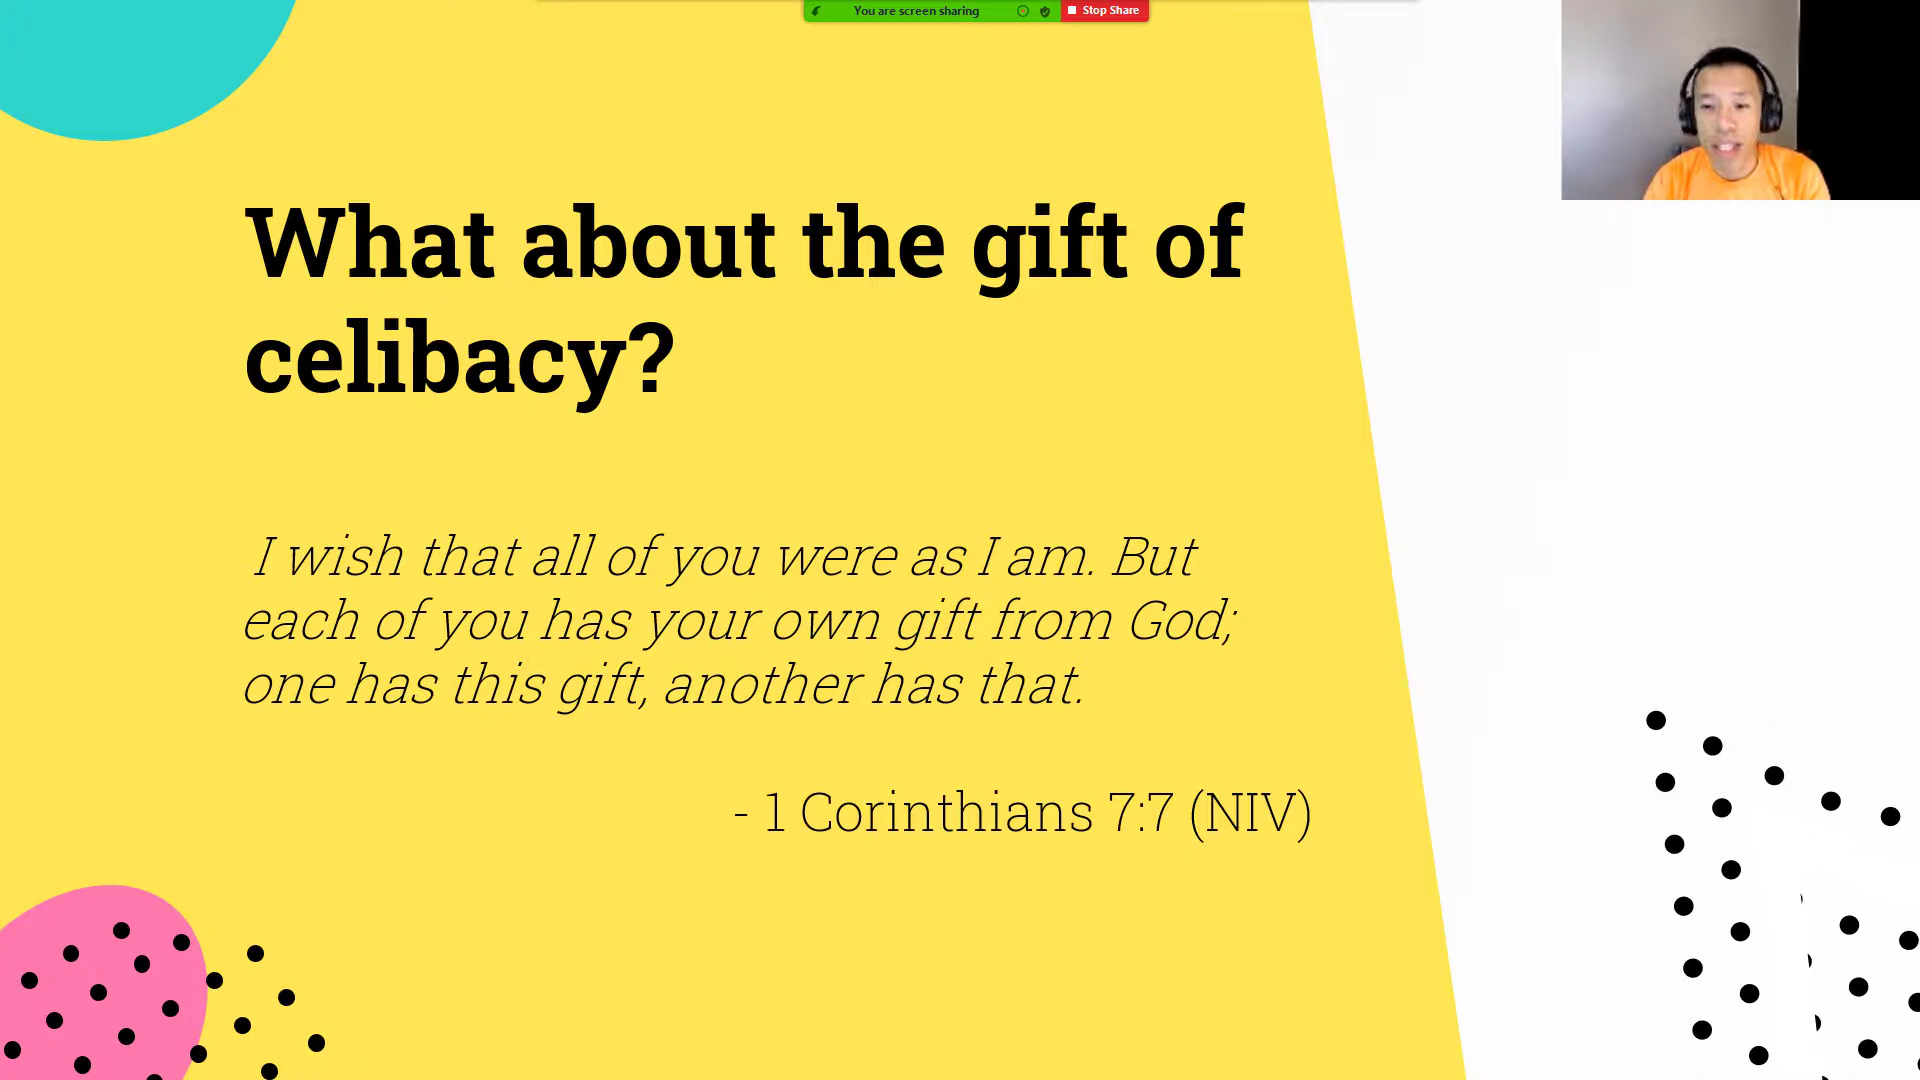 You are screen sharing
Stop Share
What about the gift of
celibacy?
I wish that all of you were as I am. But
each of you has your own gift from God;
one has this gift, another has that.
- 1 Corinthians 7:7 (NIV)